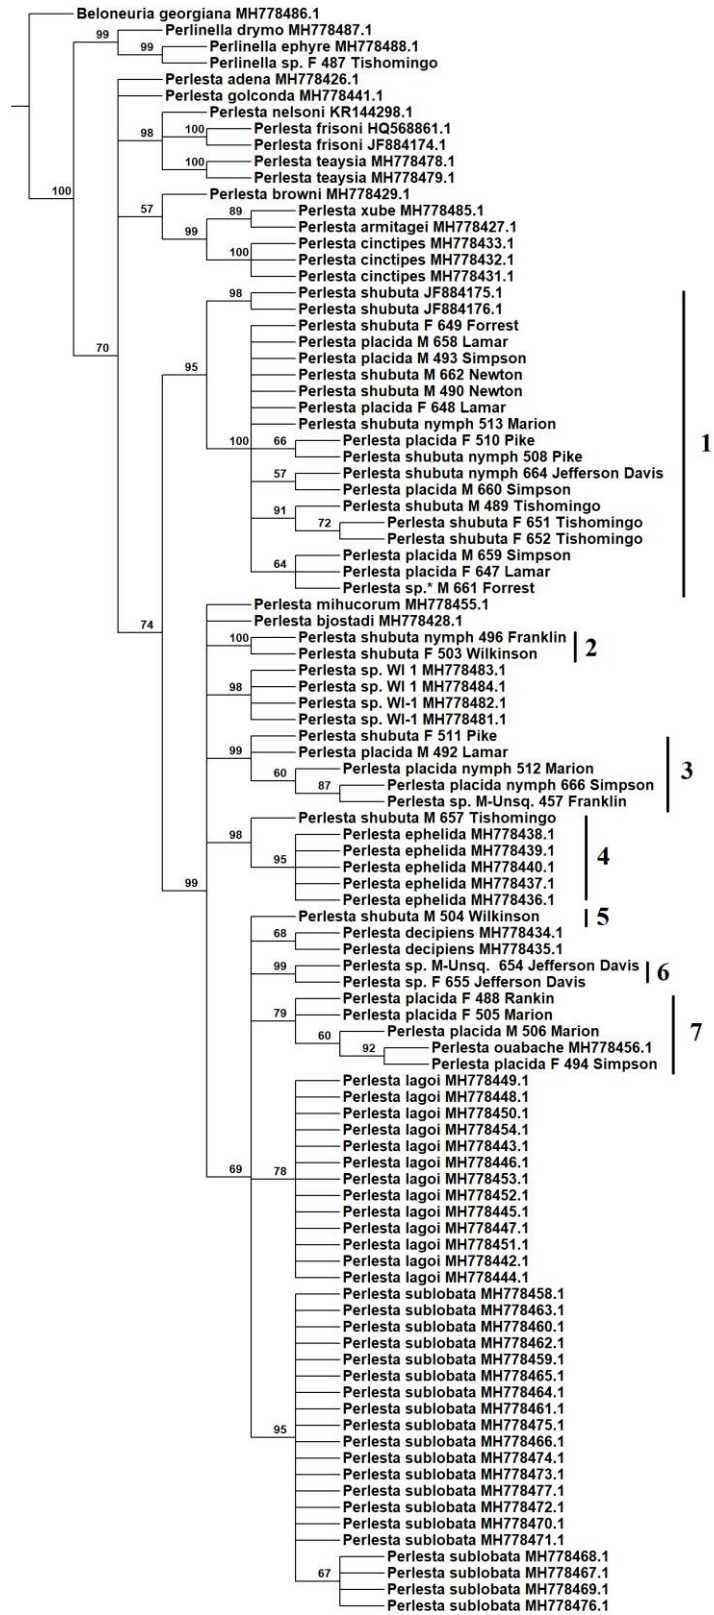 Beloneuria georgiana MH778486.1
99
Perlinella drymo MH778487.1
99
Perlinella ephyre MH778488.1
Perlinella sp. F 487 Tishomingo
Perlesta adena MH778426.1
Perlesta golconda MH778441.1
98
Perlesta nelsoni KR144298.1
100
Perlesta frisoni HQ568861.1
Perlesta frisoni JF884174.1
100
Perlesta teaysia MH778478.1
Perlesta teaysia MH778479.1
100
57
Perlesta browni MH778429.1
99
89
Perlesta xube MH778485.1
Perlesta armitagei MH778427.1
100
Perlesta cinctipes MH778433.1
Perlesta cinctipes MH778432.1
Perlesta cinctipes MH778431.1
70
95
98
Perlesta shubuta JF884175.1
Perlesta shubuta JF884176.1
Perlesta shubuta F 649 Forrest
Perlesta placida M 658 Lamar
Perlesta placida M 493 Simpson
Perlesta shubuta M 662 Newton
Perlesta shubuta M 490 Newton
Perlesta placida F 648 Lamar
Perlesta shubuta nymph 513 Marion
100
66
Perlesta placida F 510 Pike
Perlesta shubuta nymph 508 Pike
1
57
Perlesta shubuta nymph 664 Jefferson Davis
Perlesta placida M 660 Simpson
91
Perlesta shubuta M 489 Tishomingo
72
Perlesta shubuta F 651 Tishomingo
Perlesta shubuta F 652 Tishomingo
64
Perlesta placida M 659 Simpson
Perlesta placida F 647 Lamar
Perlesta sp.* M 661 Forrest
74
Perlesta mihucorum MH778455.1
Perlesta bjostadi MH778428.1
100
Perlesta shubuta nymph 496 Franklin
Perlesta shubuta F 503 Wilkinson
2
98
Perlesta sp. WI 1 MH778483.1
Perlesta sp. WI 1 MH778484.1
Perlesta sp. WI-1 MH778482.1
Perlesta sp. WI-1 MH778481.1
99
Perlesta shubuta F 511 Pike
Perlesta placida M 492 Lamar
60
Perlesta placida nymph 512 Marion
3
87
Perlesta placida nymph 666 Simpson
Perlesta sp. M-Unsq. 457 Franklin
98
Perlesta shubuta M 657 Tishomingo
95
Perlesta ephelida MH778438.1
Perlesta ephelida MH778439.1
4
Perlesta ephelida MH778440.1
Perlesta ephelida MH778437.1
Perlesta ephelida MH778436.1
99
Perlesta shubuta M 504 Wilkinson
5
68
Perlesta decipiens MH778434.1
Perlesta decipiens MH778435.1
99
Perlesta sp. M-Unsq. 654 Jefferson Davis
Perlesta sp. F 655 Jefferson Davis
6
79
Perlesta placida F 488 Rankin
Perlesta placida F 505 Marion
60
Perlesta placida M 506 Marion
7
92
Perlesta ouabache MH778456.1
Perlesta placida F 494 Simpson
69
78
Perlesta lagoi MH778449.1
Perlesta lagoi MH778448.1
Perlesta lagoi MH778450.1
Perlesta lagoi MH778454.1
Perlesta lagoi MH778443.1
Perlesta lagoi MH778446.1
Perlesta lagoi MH778453.1
Perlesta lagoi MH778452.1
Perlesta lagoi MH778445.1
Perlesta lagoi MH778447.1
Perlesta lagoi MH778451.1
Perlesta lagoi MH778442.1
Perlesta lagoi MH778444.1
95
Perlesta sublobata MH778458.1
Perlesta sublobata MH778463.1
Perlesta sublobata MH778460.1
Perlesta sublobata MH778462.1
Perlesta sublobata MH778459.1
Perlesta sublobata MH778465.1
Perlesta sublobata MH778464.1
Perlesta sublobata MH778461.1
Perlesta sublobata MH778475.1
Perlesta sublobata MH778466.1
Perlesta sublobata MH778474.1
Perlesta sublobata MH778473.1
Perlesta sublobata MH778477.1
Perlesta sublobata MH778472.1
Perlesta sublobata MH778470.1
Perlesta sublobata MH778471.1
67
Perlesta sublobata MH778468.1
Perlesta sublobata MH778467.1
Perlesta sublobata MH778469.1
Perlesta sublobata MH778476.1